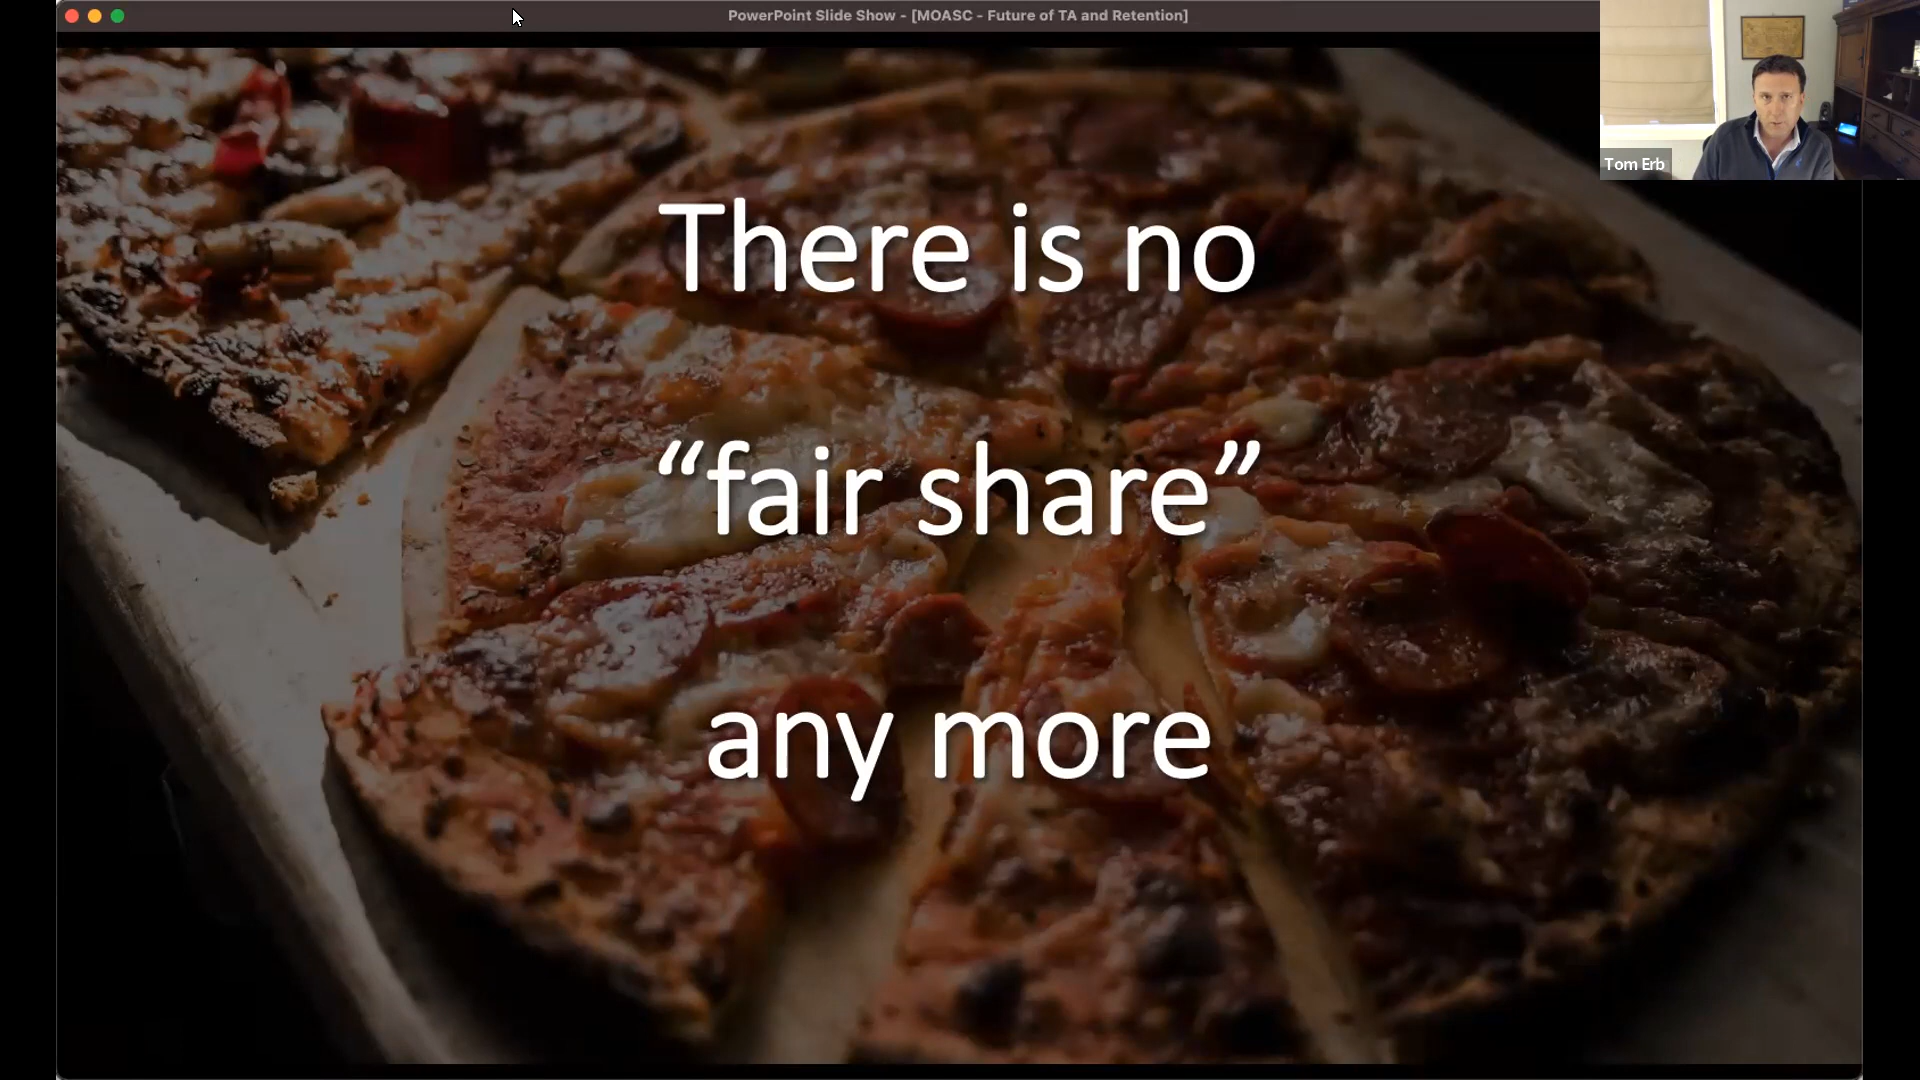 PowerPoint Slide Show - [MOASC - Future of TA and Retention]
Tom Erb
There is no
“fair share”
any more